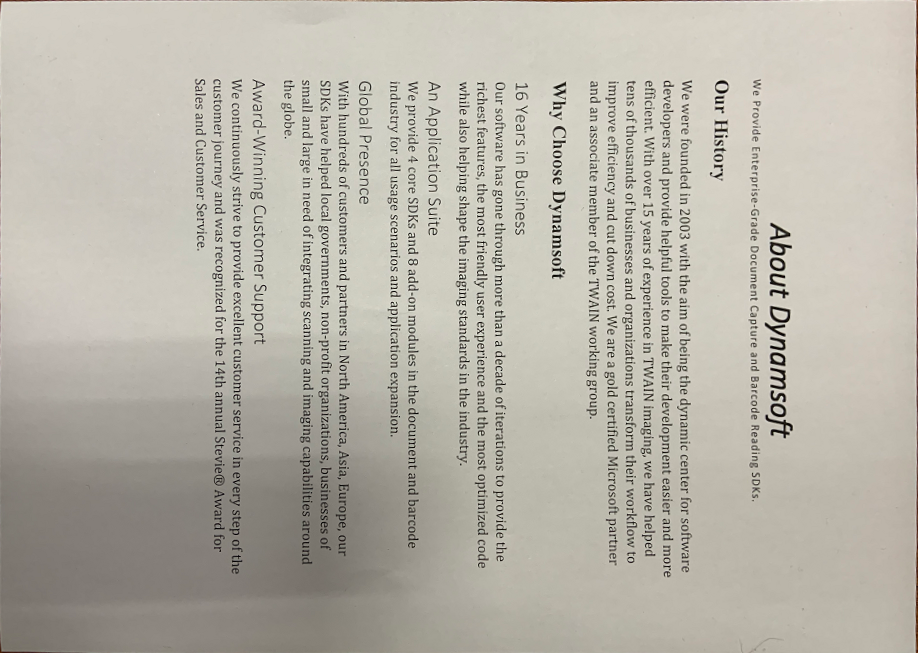 About Dynamsoft
We Provide Enterprise-Grade Document Capture and Barcode Reading SDKs.
Our History
We were founded in 2003 with the aim of being the dynamic center for software
developers and provide helpful tools to make their development easier and more
efficient. With over 15 years of experience in TWAIN imaging, we have helped
tens of thousands of businesses and organizations transform their workflow to
improve efficiency and cut down cost. We are a gold certified Microsoft partner
and an associate member of the TWAIN working group.
Why Choose Dynamsoft
16 Years in Business
Our software has gone through more than a decade of iterations to provide the
richest features, the most friendly user experience and the most optimized code
while also helping shape the imaging standards in the industry.
An Application Suite
We provide 4 core SDKs and 8 add-on modules in the document and barcode
industry for all usage scenarios and application expansion.
Global Presence
With hundreds of customers and partners in North America, Asia, Europe, our
SDKs have helped local governments, non-profit organizations, businesses of
small and large in need of integrating scanning and imaging capabilities around
the globe.
Award-Winning Customer Support
We continuously strive to provide excellent customer service in every step of the
customer journey and was recognized for the 14th annual Stevie® Award for
Sales and Customer Service.